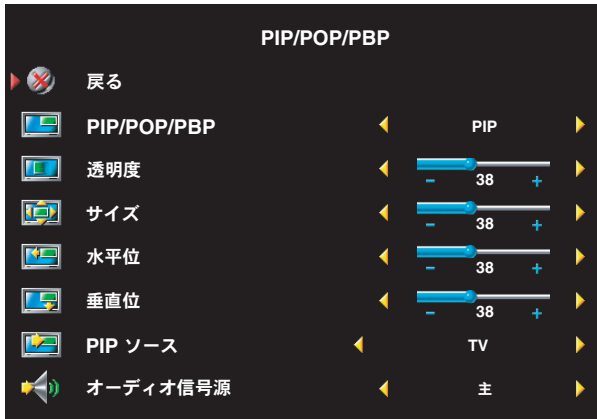 PIP/POP/PBP
戻る
PIP/POP/PBP PIP
透明度 - 38 +
サイズ - 38 +
水平位 - 38 +
垂直位 - 38 +
PIP ソース TV
オーディオ信号源 主